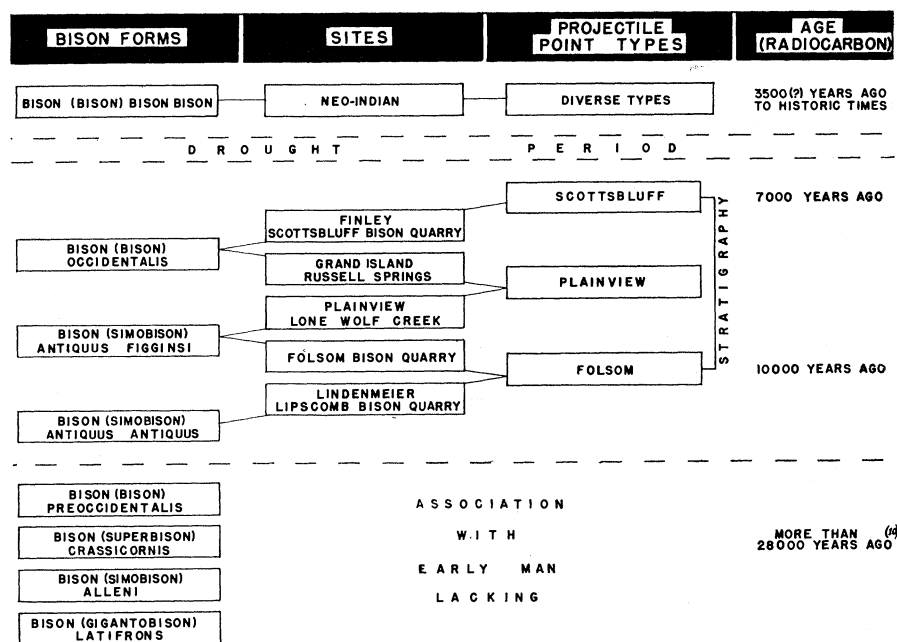 BISON FORMS
SITES
PROJECTILE
POINT TYPES
AGE
(RADIOCARBON)
BISON (BISON) BISON BISON
NEO-INDIAN
DIVERSE TYPES
3500(?) YEARS AGO
TO HISTORIC TIMES
DROUGHT PERIOD
BISON (BISON)
OCCIDENTALIS
BISON (SIMOBISON)
ANTIQUUS FIGGINSI
BISON (SIMOBISON)
ANTIQUUS ANTIQUUS
FINLEY
SCOTTSBLUFF BISON QUARRY
GRAND ISLAND
RUSSELL SPRINGS
PLAINVIEW
LONE WOLF CREEK
FOLSOM BISON QUARRY
LINDENMEIER
LIPSCOMB BISON QUARRY
SCOTTSBLUFF
PLAINVIEW
FOLSOM
STRATIGRAPHY
7000 YEARS AGO
10000 YEARS AGO
BISON (BISON)
PREOCCIDENTALIS
BISON (SUPERBISON)
CRASSICORNIS
BISON (SIMOBISON)
ALLENI
BISON (GIGANTOBISON)
LATIFRONS
ASSOCIATION
WITH
EARLY MAN
LACKING
MORE THAN
28000 YEARS AGO